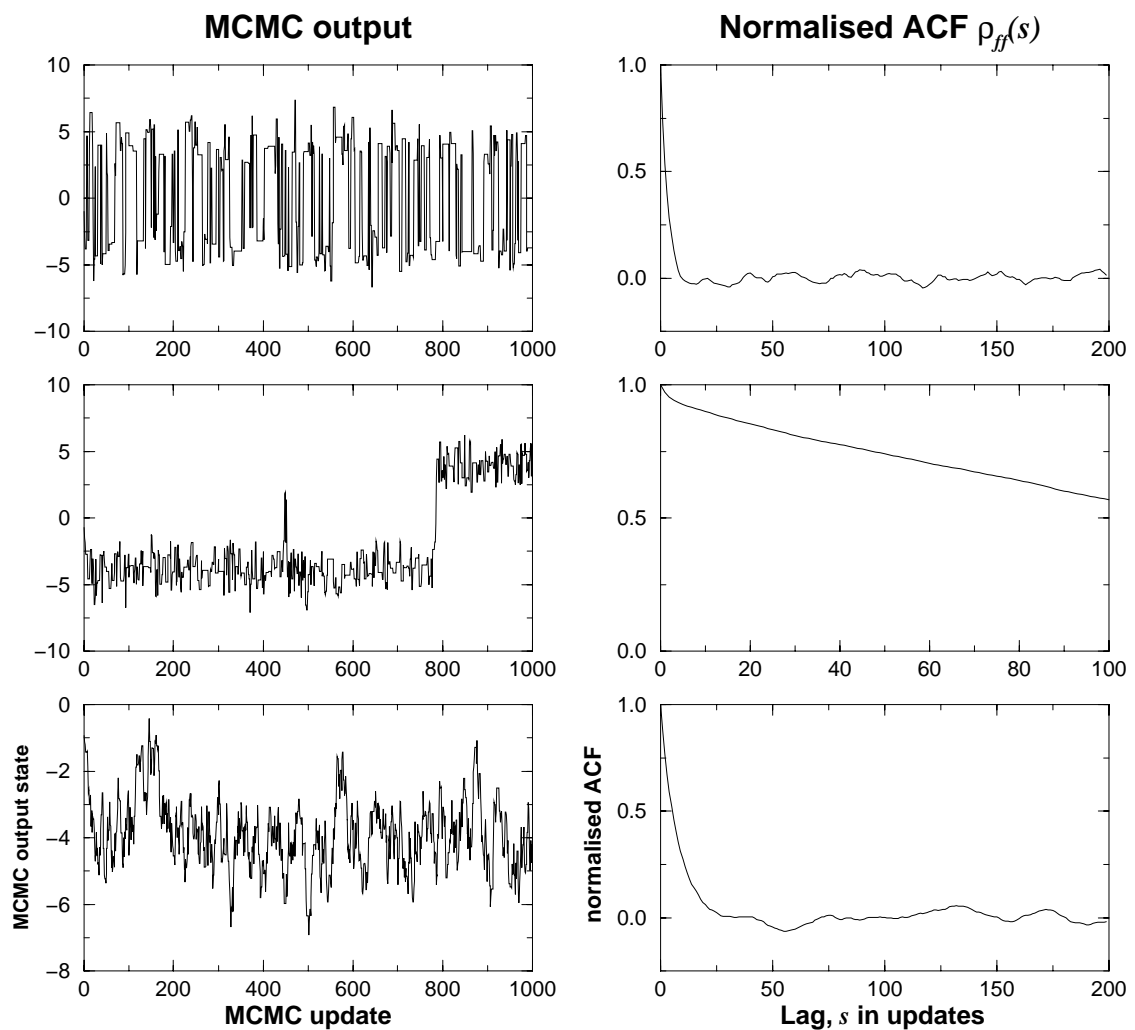 MCMC output
Normalised ACF ρff(s)
10
5
0
−5
−10
0 200 400 600 800 1000
1.0
0.5
0.0
0 50 100 150 200
10
5
0
−5
−10
0 200 400 600 800 1000
1.0
0.5
0.0
0 20 40 60 80 100
MCMC output state
0
−2
−4
−6
−8
0 200 400 600 800 1000
MCMC update
normalised ACF
1.0
0.5
0.0
0 50 100 150 200
Lag, s in updates